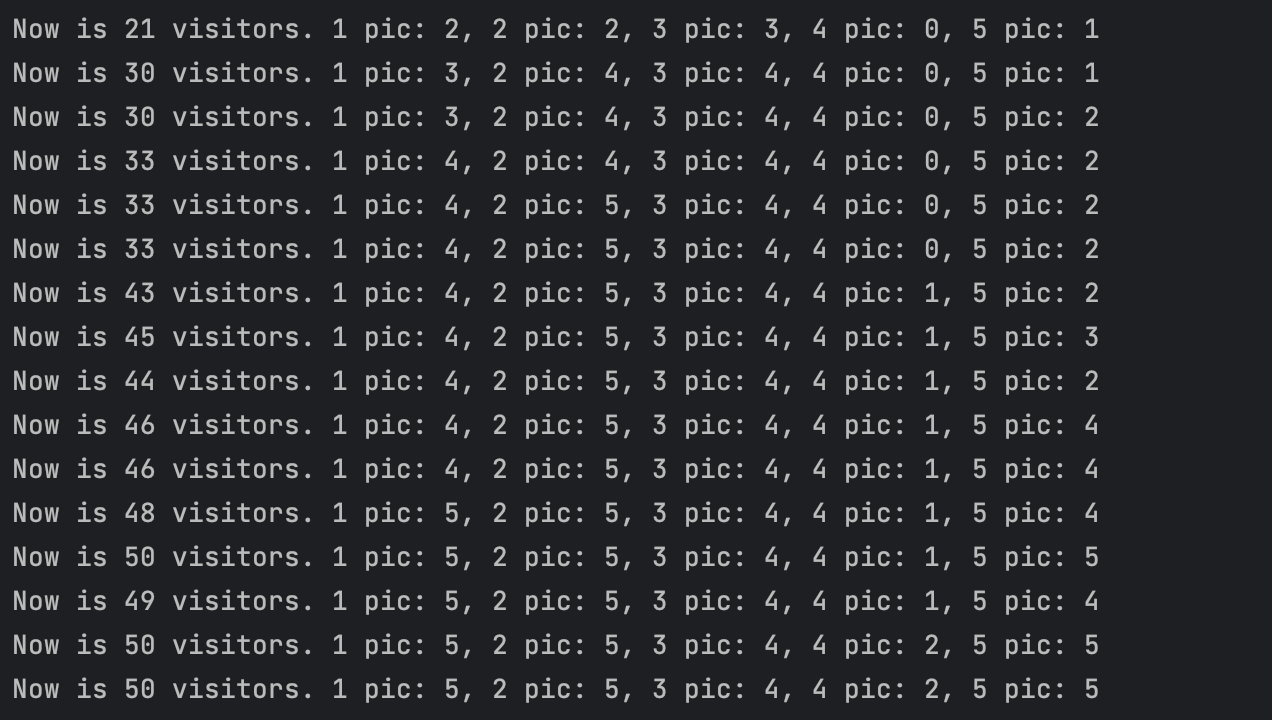 Now is 21 visitors. 1 pic: 2, 2 pic: 2, 3 pic: 3, 4 pic: 0, 5 pic: 1
Now is 30 visitors. 1 pic: 3, 2 pic: 4, 3 pic: 4, 4 pic: 0, 5 pic: 1
Now is 30 visitors. 1 pic: 3, 2 pic: 4, 3 pic: 4, 4 pic: 0, 5 pic: 2
Now is 33 visitors. 1 pic: 4, 2 pic: 4, 3 pic: 4, 4 pic: 0, 5 pic: 2
Now is 33 visitors. 1 pic: 4, 2 pic: 5, 3 pic: 4, 4 pic: 0, 5 pic: 2
Now is 33 visitors. 1 pic: 4, 2 pic: 5, 3 pic: 4, 4 pic: 0, 5 pic: 2
Now is 43 visitors. 1 pic: 4, 2 pic: 5, 3 pic: 4, 4 pic: 1, 5 pic: 2
Now is 45 visitors. 1 pic: 4, 2 pic: 5, 3 pic: 4, 4 pic: 1, 5 pic: 3
Now is 44 visitors. 1 pic: 4, 2 pic: 5, 3 pic: 4, 4 pic: 1, 5 pic: 2
Now is 46 visitors. 1 pic: 4, 2 pic: 5, 3 pic: 4, 4 pic: 1, 5 pic: 4
Now is 46 visitors. 1 pic: 4, 2 pic: 5, 3 pic: 4, 4 pic: 1, 5 pic: 4
Now is 48 visitors. 1 pic: 5, 2 pic: 5, 3 pic: 4, 4 pic: 1, 5 pic: 4
Now is 50 visitors. 1 pic: 5, 2 pic: 5, 3 pic: 4, 4 pic: 1, 5 pic: 5
Now is 49 visitors. 1 pic: 5, 2 pic: 5, 3 pic: 4, 4 pic: 1, 5 pic: 4
Now is 50 visitors. 1 pic: 5, 2 pic: 5, 3 pic: 4, 4 pic: 2, 5 pic: 5
Now is 50 visitors. 1 pic: 5, 2 pic: 5, 3 pic: 4, 4 pic: 2, 5 pic: 5